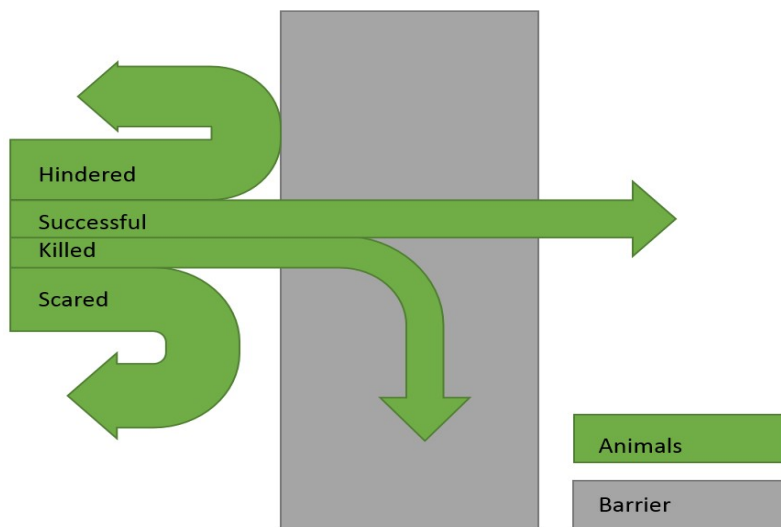 Hindered
Successful
Killed
Scared
Animals
Barrier